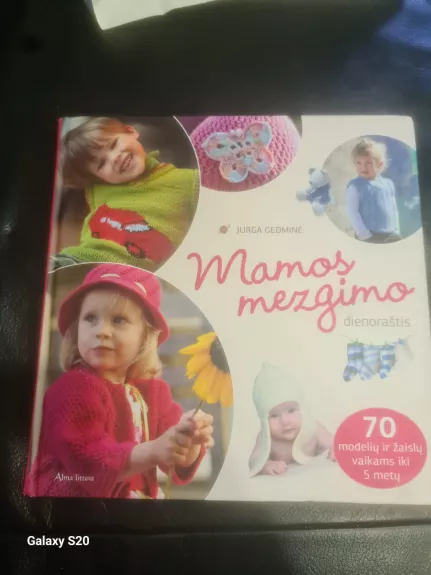 JURGA GEDMINĖ
Mamos
mezgimo
dienoraštis
70
modelių ir žaislų
vaikams iki
5 metų
Alma littera
Galaxy S20